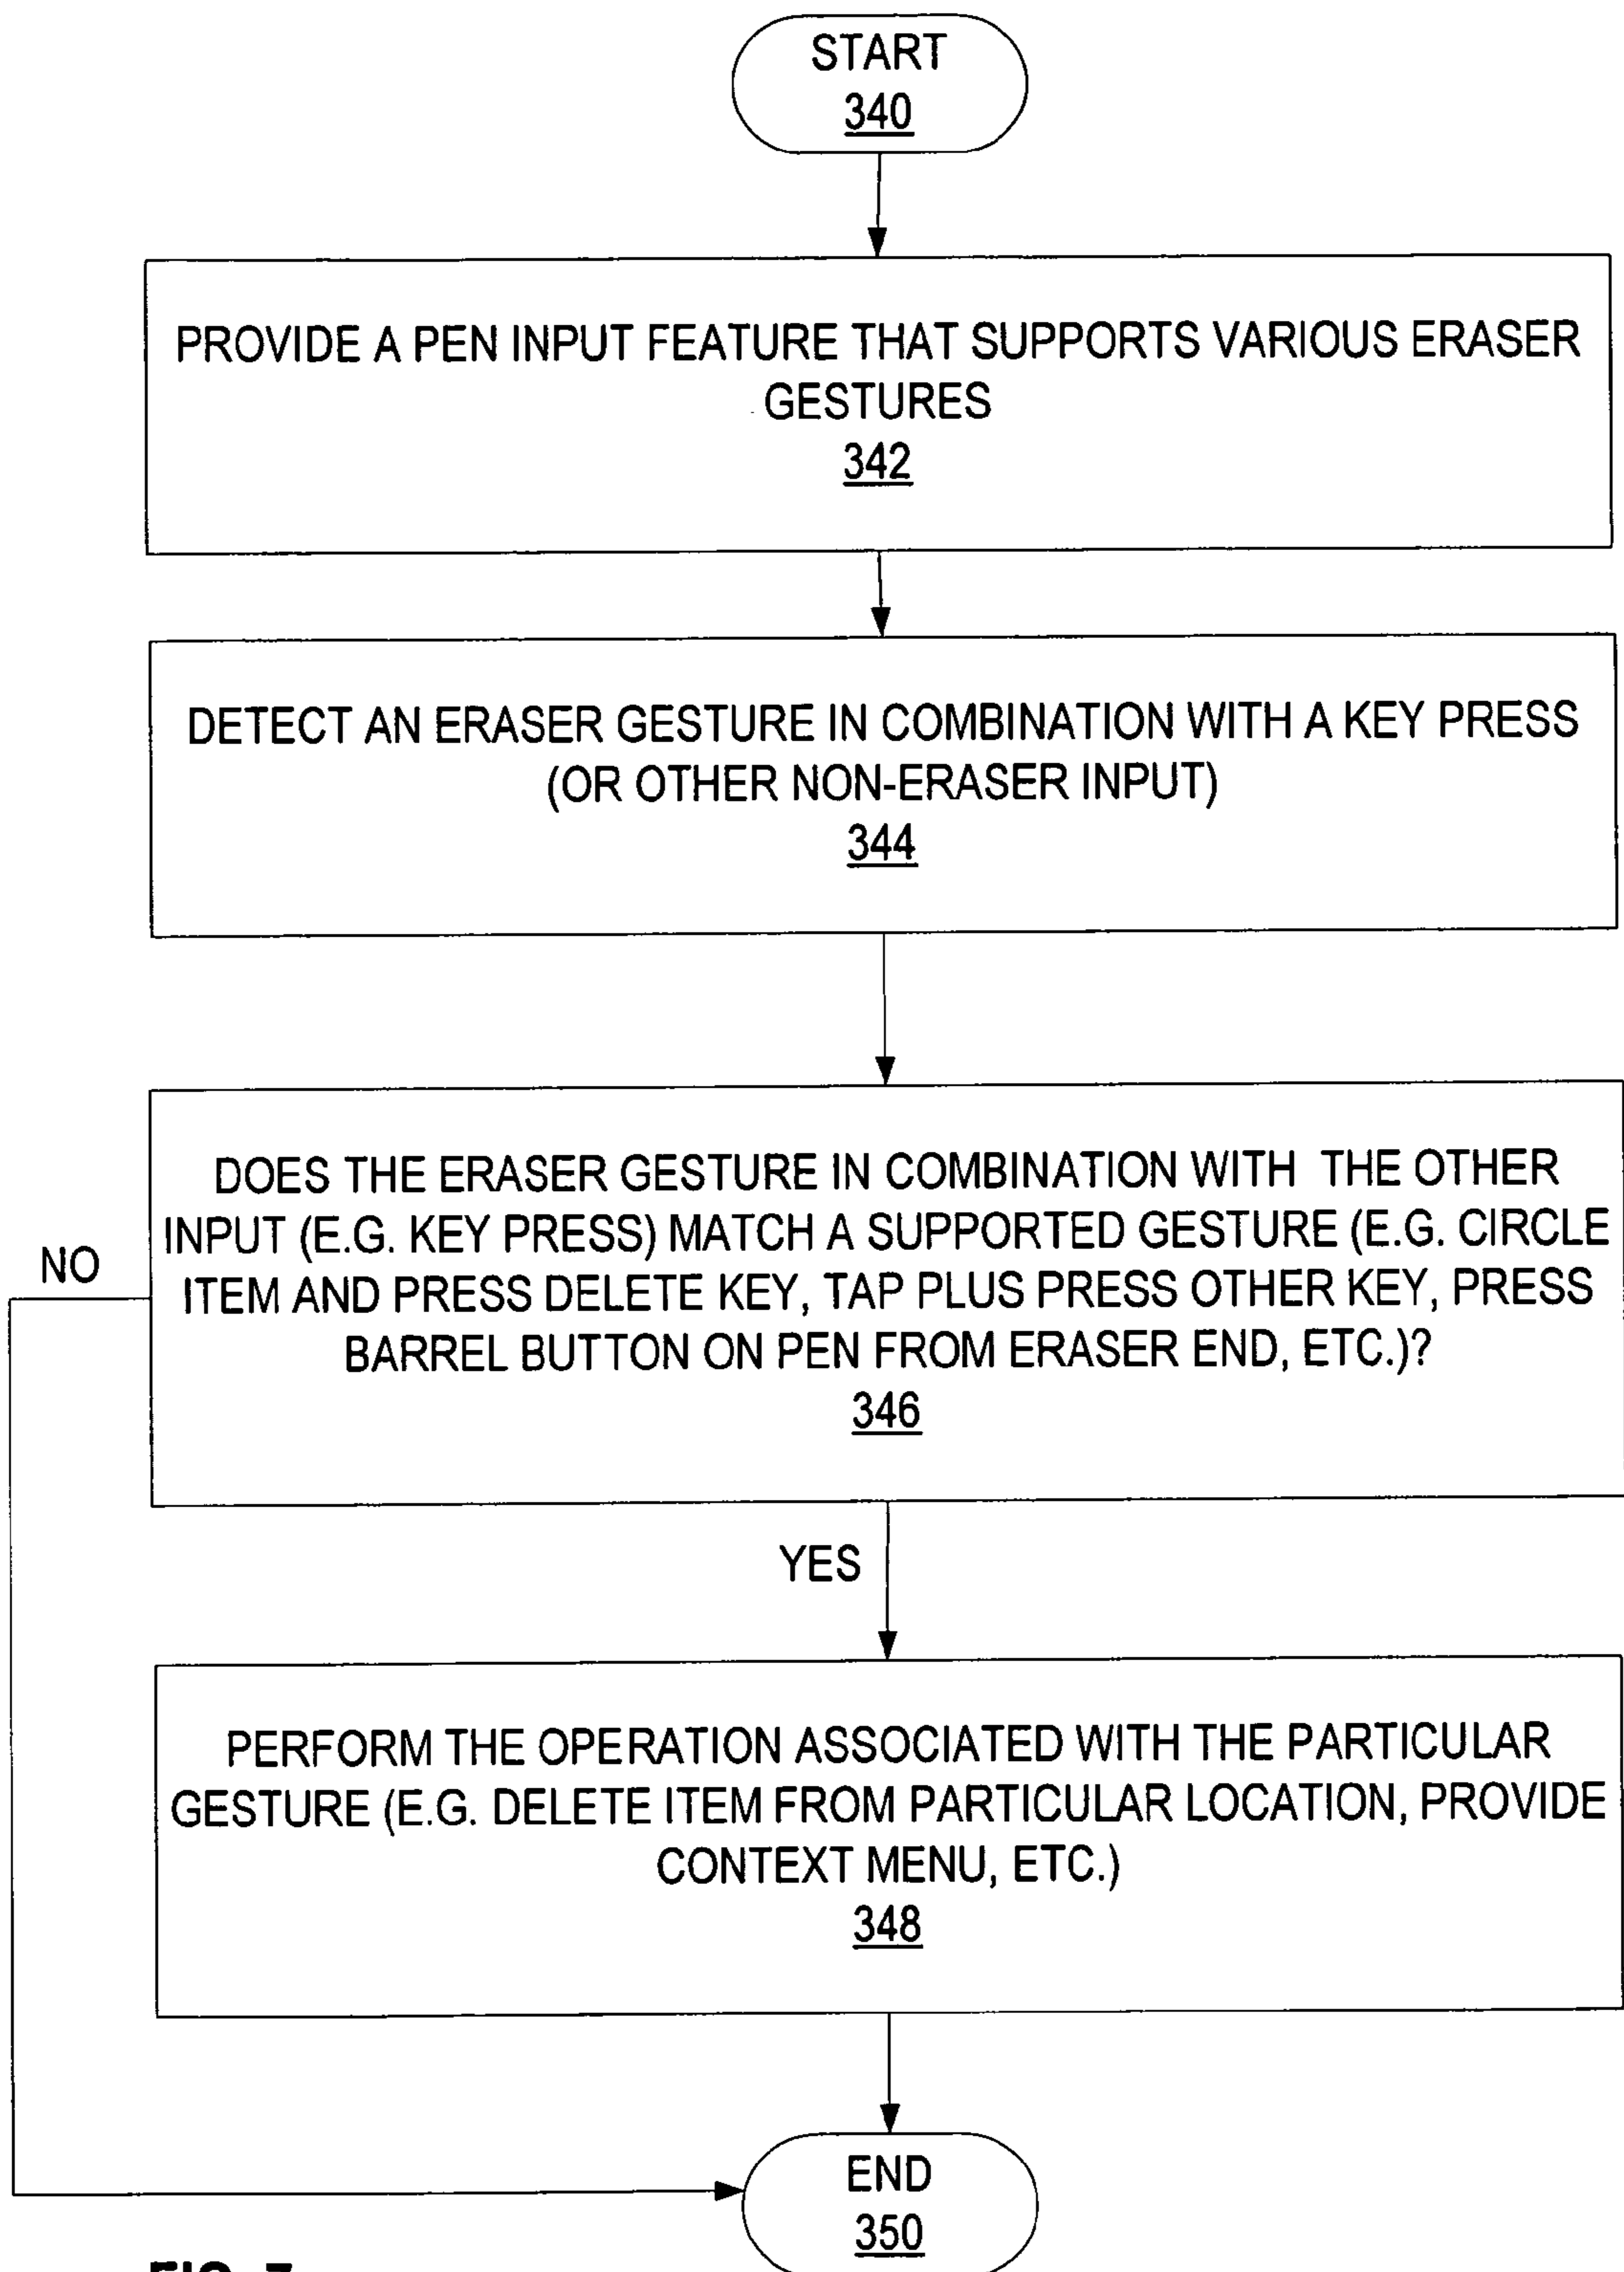 START
340
PROVIDE A PEN INPUT FEATURE THAT SUPPORTS VARIOUS ERASER
GESTURES
342
DETECT AN ERASER GESTURE IN COMBINATION WITH A KEY PRESS
(OR OTHER NON-ERASER INPUT)
344
DOES THE ERASER GESTURE IN COMBINATION WITH THE OTHER
INPUT (E.G. KEY PRESS) MATCH A SUPPORTED GESTURE (E.G. CIRCLE
ITEM AND PRESS DELETE KEY, TAP PLUS PRESS OTHER KEY, PRESS
BARREL BUTTON ON PEN FROM ERASER END, ETC.)?
346
NO
YES
PERFORM THE OPERATION ASSOCIATED WITH THE PARTICULAR
GESTURE (E.G. DELETE ITEM FROM PARTICULAR LOCATION, PROVIDE
CONTEXT MENU, ETC.)
348
END
350
FIG.